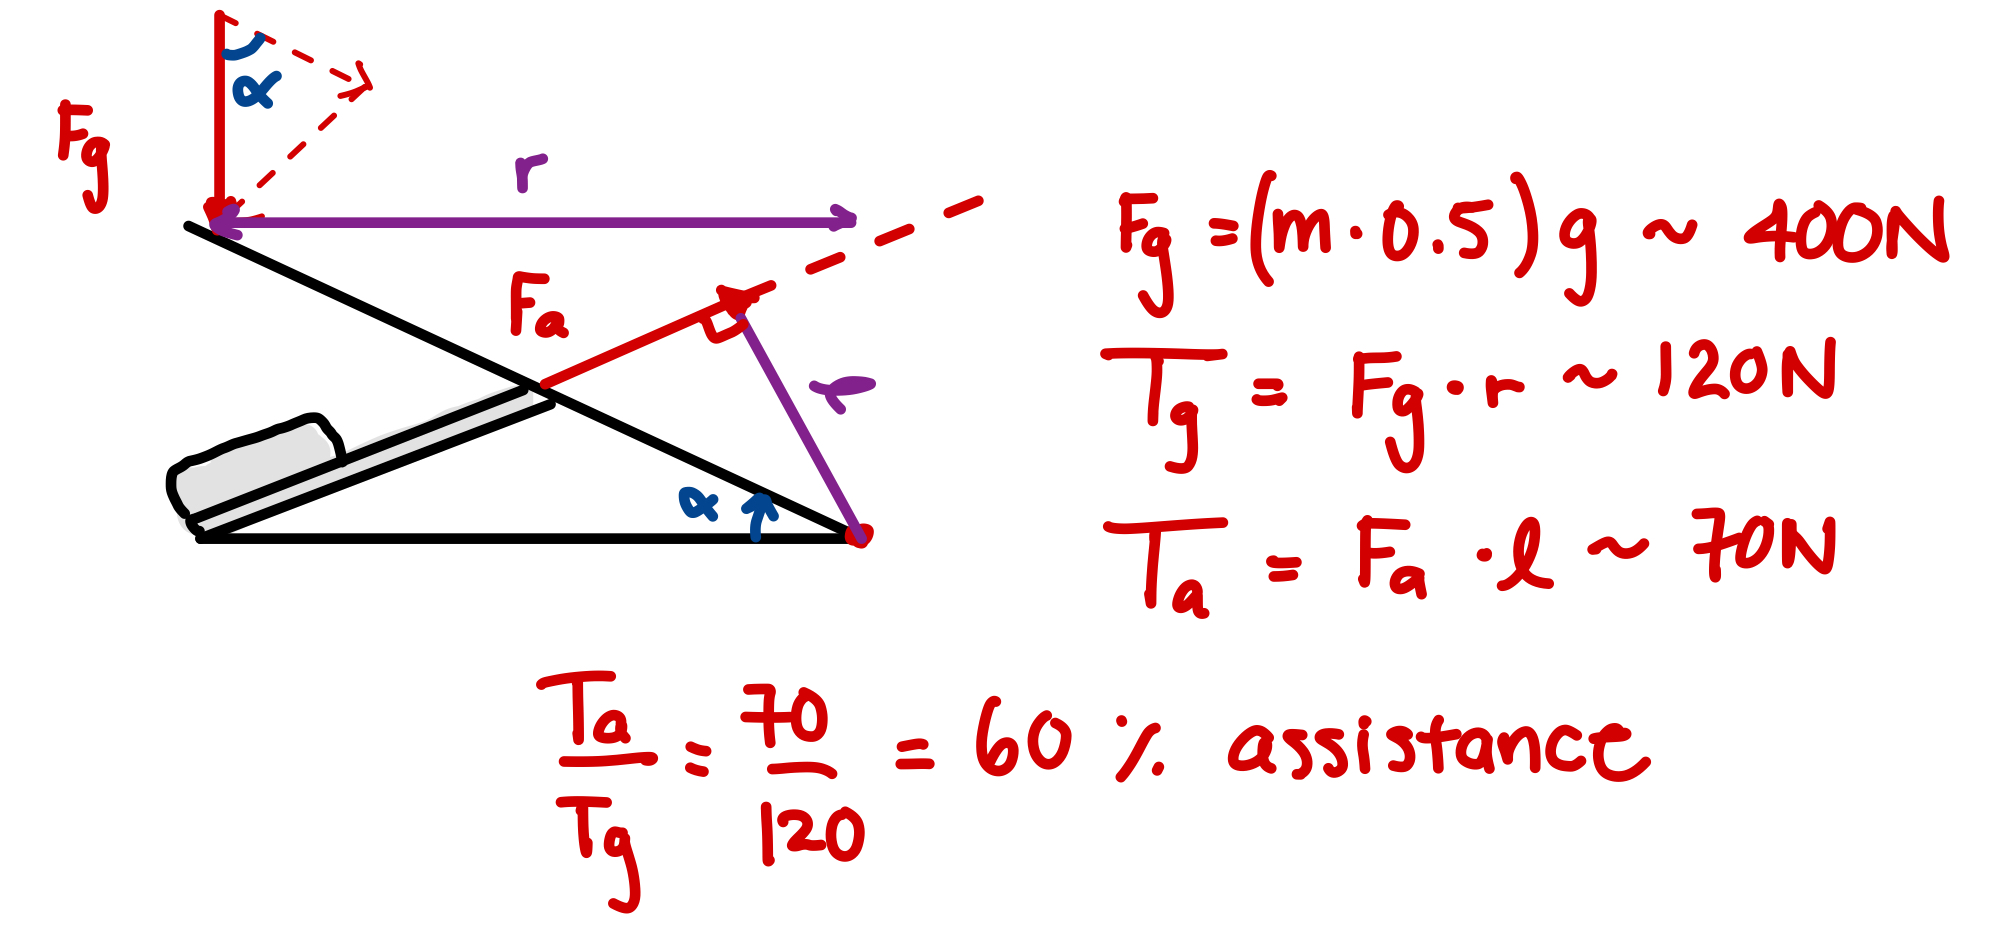 α
Fg
r
Fg = (m · 0.5) g ~ 400N
Fa
Tg = Fg · r ~ 120N
r
α
Ta = Fa · l ~ 70N
Ta/Tg = 70/120 = 60 % assistance